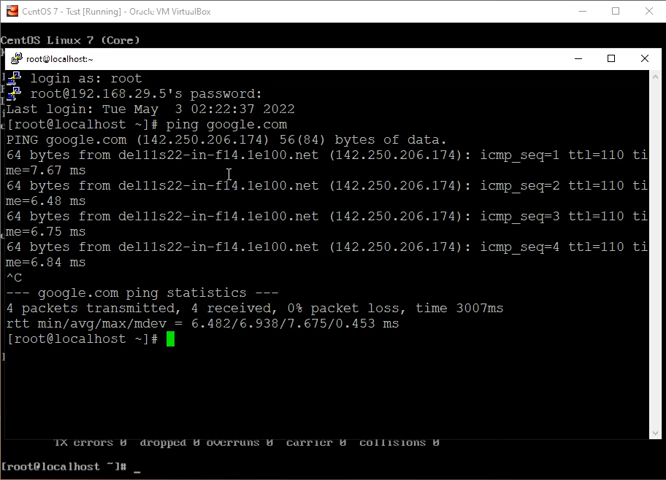 CentOS 7 - Test [Running] - Oracle VM VirtualBox
CentOS Linux 7 (Core)
root@localhost:~
login as: root
root@192.168.29.5's password:
Last login: Tue May  3 02:22:37 2022
[root@localhost ~]# ping google.com
PING google.com (142.250.206.174) 56(84) bytes of data.
64 bytes from del11s22-in-f14.1e100.net (142.250.206.174): icmp_seq=1 ttl=110 ti
me=7.67 ms
64 bytes from del11s22-in-f14.1e100.net (142.250.206.174): icmp_seq=2 ttl=110 ti
me=6.48 ms
64 bytes from del11s22-in-f14.1e100.net (142.250.206.174): icmp_seq=3 ttl=110 ti
me=6.75 ms
64 bytes from del11s22-in-f14.1e100.net (142.250.206.174): icmp_seq=4 ttl=110 ti
me=6.84 ms
^C
--- google.com ping statistics ---
4 packets transmitted, 4 received, 0% packet loss, time 3007ms
rtt min/avg/max/mdev = 6.482/6.938/7.675/0.453 ms
[root@localhost ~]#
TX errors 0  dropped 0 overruns 0  carrier 0  collisions 0
[root@localhost ~]# _